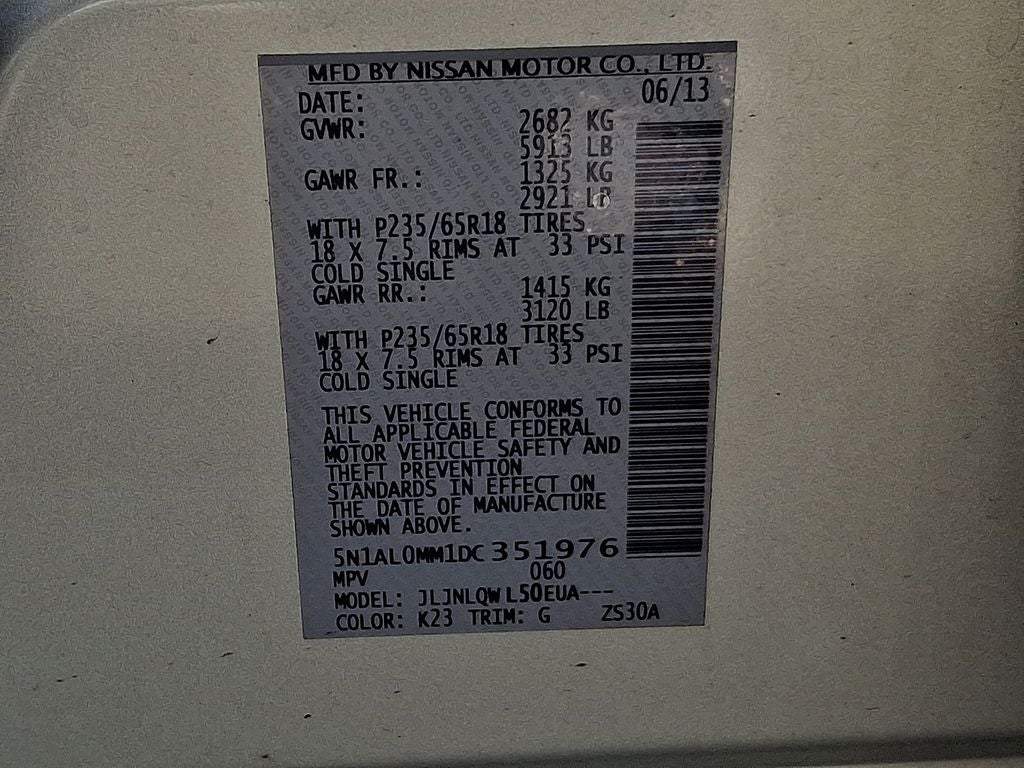 MFD BY NISSAN MOTOR CO., LTD.
DATE: 06/13
GVWR: 2682 KG
5913 LB
GAWR FR.: 1325 KG
2921 LB
WITH P235/65R18 TIRES
18 X 7.5 RIMS AT 33 PSI
COLD SINGLE
GAWR RR.: 1415 KG
3120 LB
WITH P235/65R18 TIRES
18 X 7.5 RIMS AT 33 PSI
COLD SINGLE
THIS VEHICLE CONFORMS TO
ALL APPLICABLE FEDERAL
MOTOR VEHICLE SAFETY AND
THEFT PREVENTION
STANDARDS IN EFFECT ON
THE DATE OF MANUFACTURE
SHOWN ABOVE.
5N1AL0MM1DC351976
MPV 060
MODEL: JLJNLQWL50EUA---
COLOR: K23 TRIM: G ZS30A